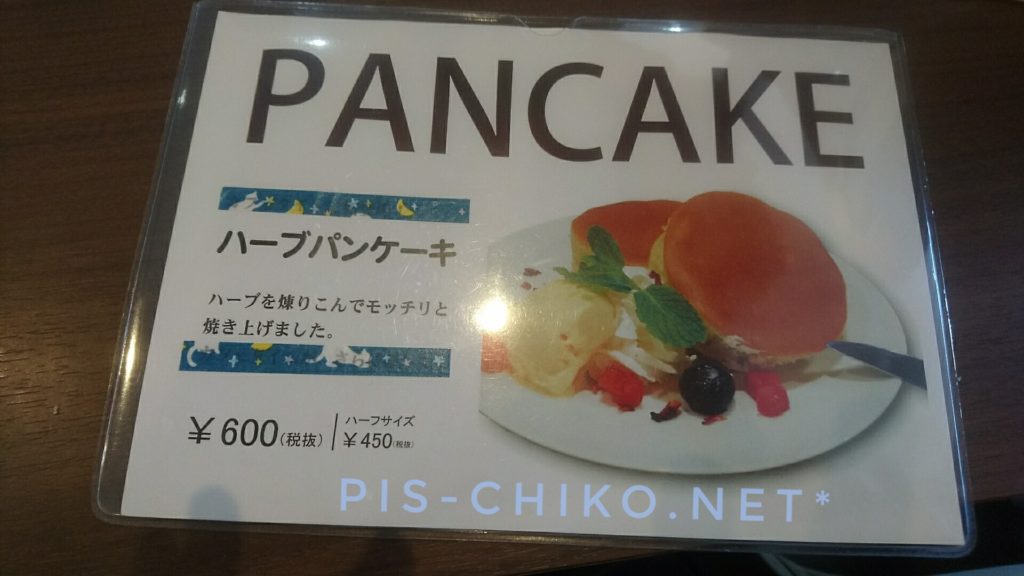 PANCAKE
ハーブパンケーキ
ハーブを煉りこんでモッチリと
焼き上げました。
￥600(税抜)
ハーフサイズ
￥450(税抜)
PIS-CHIKO.NET*